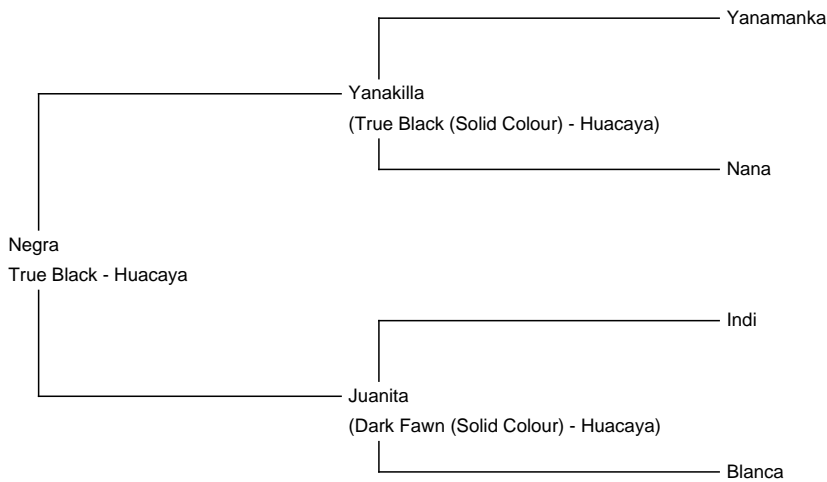 Yanamanka
Yanakilla
(True Black (Solid Colour) - Huacaya)
Nana
Negra
True Black - Huacaya
Indi
Juanita
(Dark Fawn (Solid Colour) - Huacaya)
Blanca